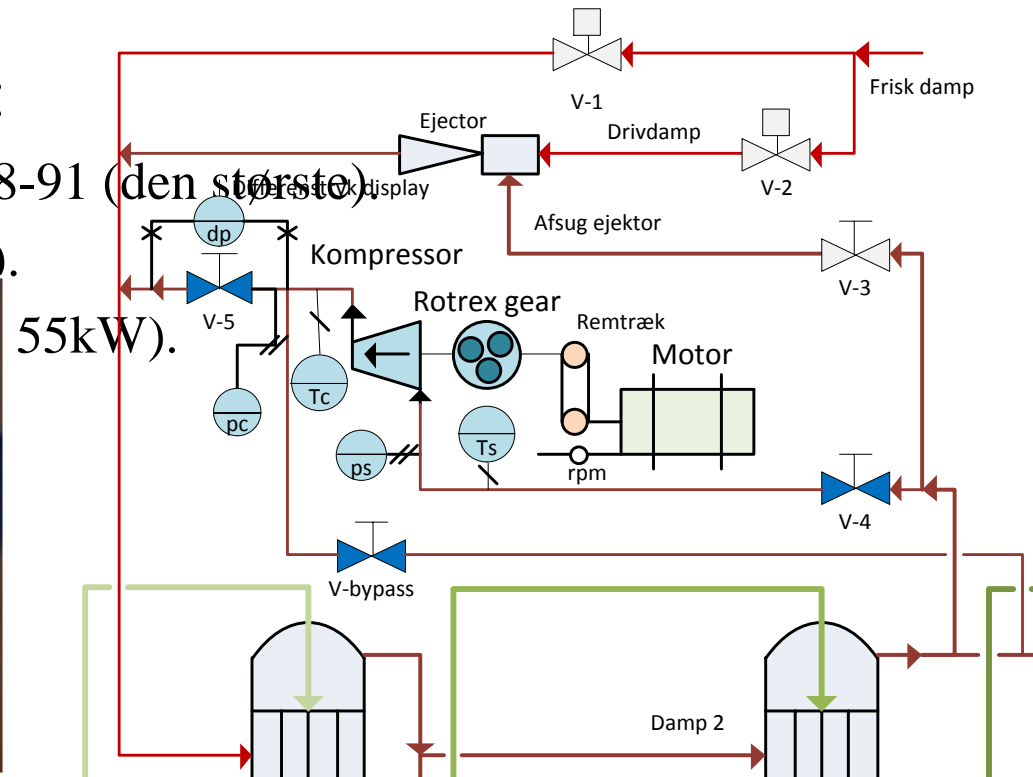 V-1
Frisk damp
:
Ejector
Drivdamp
V-2
8-91 (den største).
Differenstryk display
dp
Afsug ejektor
).
Kompressor
V-3
V-5
Rotrex gear
55kW).
Remtræk
Motor
Tc
pc
Ts
ps
rpm
V-4
V-bypass
Damp 2